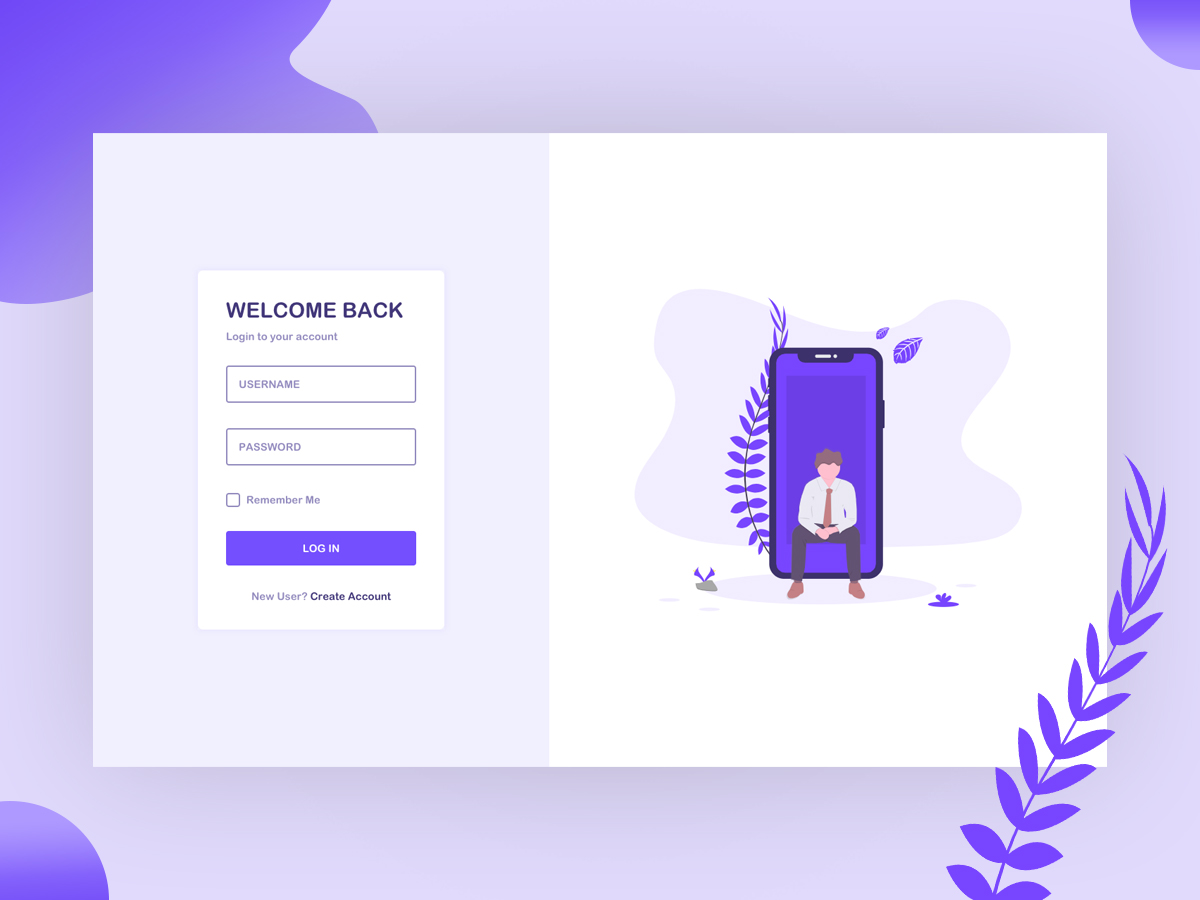 WELCOME BACK
Login to your account
USERNAME
PASSWORD
Remember Me
LOG IN
New User? Create Account